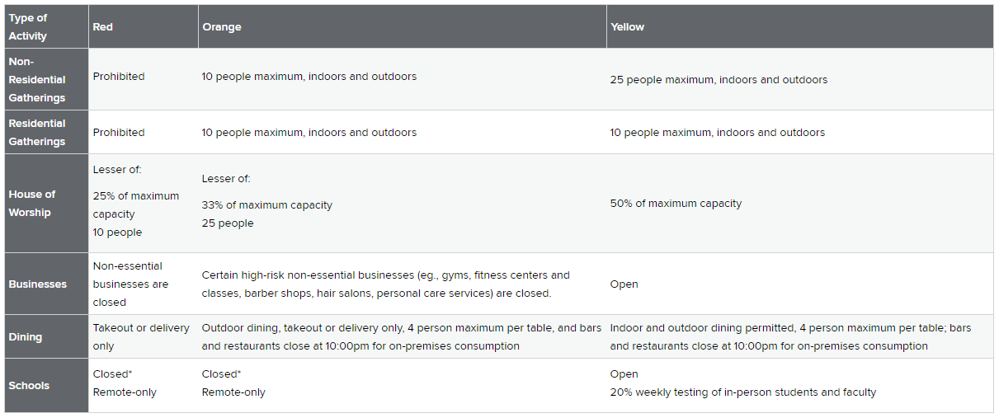 Type of
Activity
Red
Orange
Yellow
Non-
Residential
Gatherings
Prohibited
10 people maximum, indoors and outdoors
25 people maximum, indoors and outdoors
Residential
Gatherings
Prohibited
10 people maximum, indoors and outdoors
10 people maximum, indoors and outdoors
House of
Worship
Lesser of:
25% of maximum
capacity
10 people
Lesser of:
33% of maximum capacity
25 people
50% of maximum capacity
Businesses
Non-essential
businesses are
closed
Certain high-risk non-essential businesses (eg., gyms, fitness centers and
classes, barber shops, hair salons, personal care services) are closed.
Open
Dining
Takeout or delivery
only
Outdoor dining, takeout or delivery only, 4 person maximum per table, and bars
and restaurants close at 10:00pm for on-premises consumption
Indoor and outdoor dining permitted, 4 person maximum per table; bars
and restaurants close at 10:00pm for on-premises consumption
Schools
Closed*
Remote-only
Closed*
Remote-only
Open
20% weekly testing of in-person students and faculty